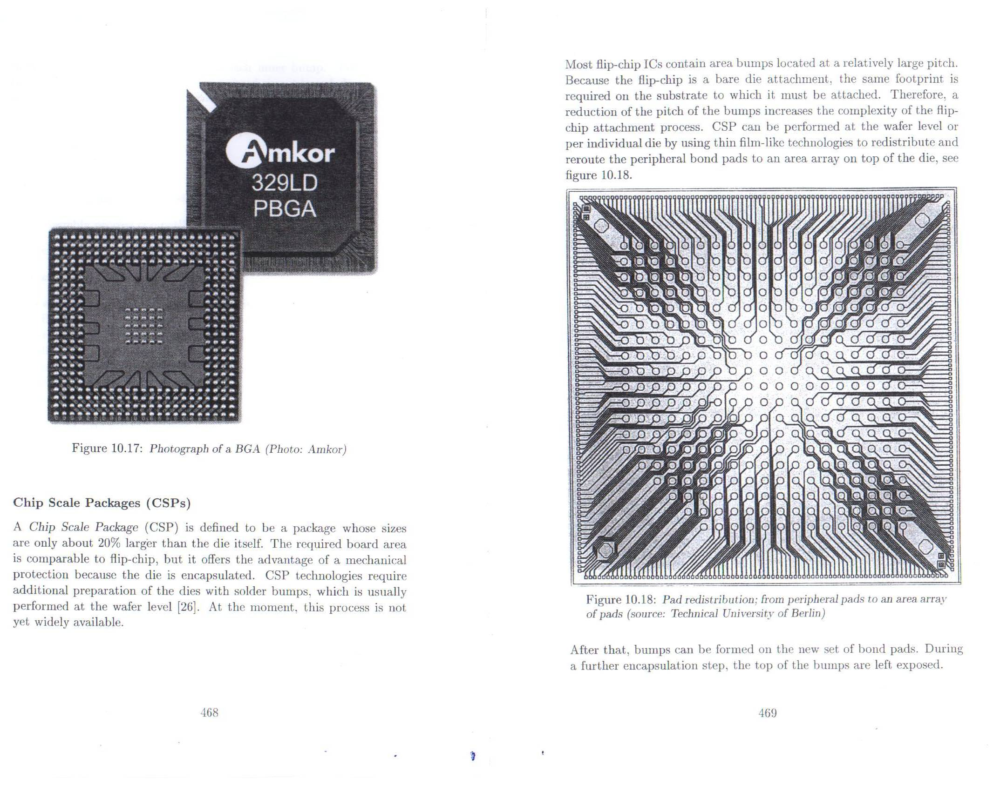 Amkor
329LD
PBGA
Figure 10.17: Photograph of a BGA (Photo: Amkor)
Chip Scale Packages (CSPs)
A Chip Scale Package (CSP) is defined to be a package whose sizes
are only about 20% larger than the die itself. The required board area
is comparable to flip-chip, but it offers the advantage of a mechanical
protection because the die is encapsulated. CSP technologies require
additional preparation of the dies with solder bumps, which is usually
performed at the wafer level [26]. At the moment, this process is not
yet widely available.
468
Most flip-chip ICs contain area bumps located at a relatively large pitch.
Because the flip-chip is a bare die attachment, the same footprint is
required on the substrate to which it must be attached. Therefore, a
reduction of the pitch of the bumps increases the complexity of the flip-
chip attachment process. CSP can be performed at the wafer level or
per individual die by using thin film-like technologies to redistribute and
reroute the peripheral bond pads to an area array on top of the die, see
figure 10.18.
Figure 10.18: Pad redistribution; from peripheral pads to an area array
of pads (source: Technical University of Berlin)
After that, bumps can be formed on the new set of bond pads. During
a further encapsulation step, the top of the bumps are left exposed.
469